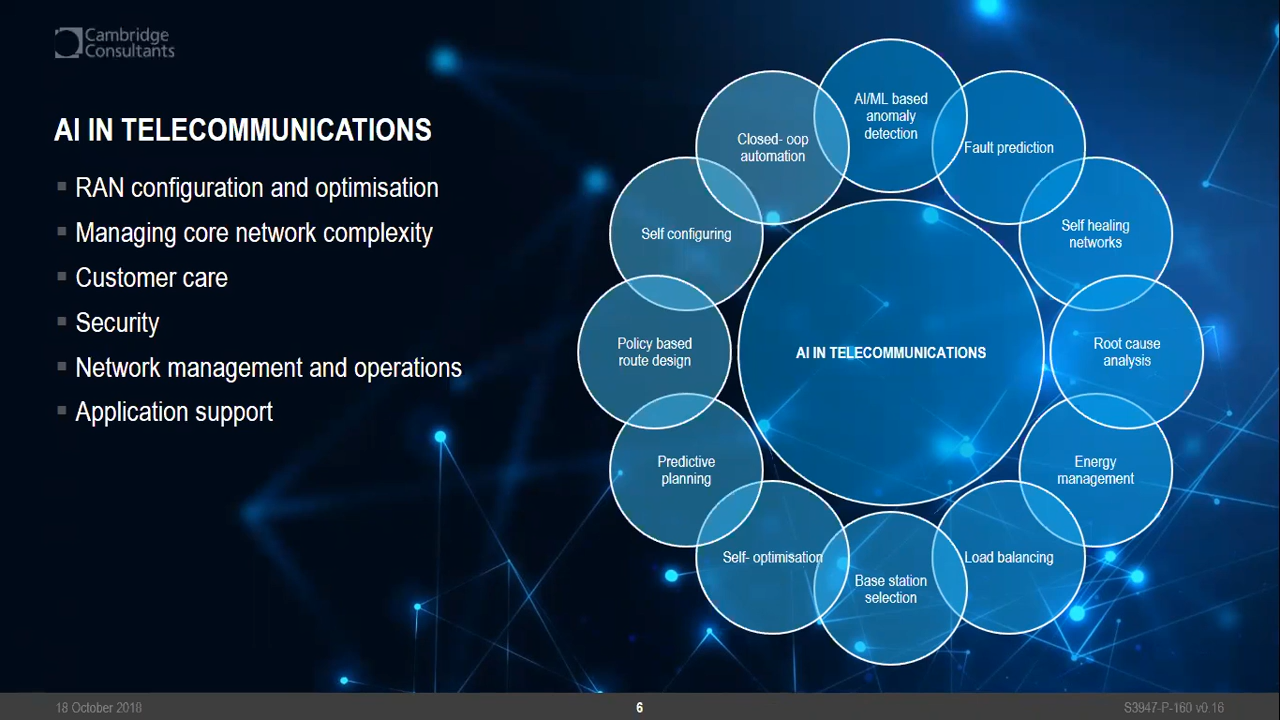 Cambridge
Consultants
AI IN TELECOMMUNICATIONS
RAN configuration and optimisation
Managing core network complexity
Customer care
Security
Network management and operations
Application support
AI/ML based
anomaly
detection
Fault prediction
Self healing
networks
Root cause
analysis
Energy
management
Load balancing
Base station
selection
Self- optimisation
Predictive
planning
Policy based
route design
Self configuring
Closed- oop
automation
AI IN TELECOMMUNICATIONS
18 October 2018
6
S3947-P-160 v0.16